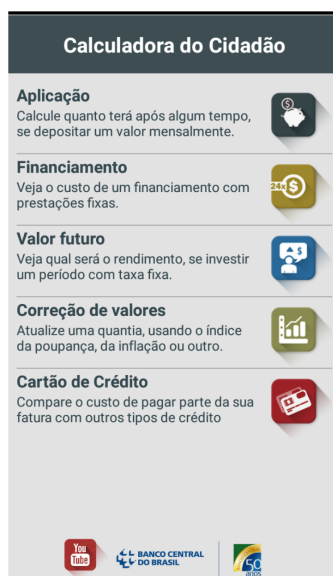 Calculadora do Cidadão
Aplicação
Calcule quanto terá após algum tempo,
se depositar um valor mensalmente.
Financiamento
Veja o custo de um financiamento com
prestações fixas.
24x$
Valor futuro
Veja qual será o rendimento, se investir
um período com taxa fixa.
Correção de valores
Atualize uma quantia, usando o índice
da poupança, da inflação ou outro.
Cartão de Crédito
Compare o custo de pagar parte da sua
fatura com outros tipos de crédito
You
Tube
BANCO CENTRAL
DO BRASIL
50
anos